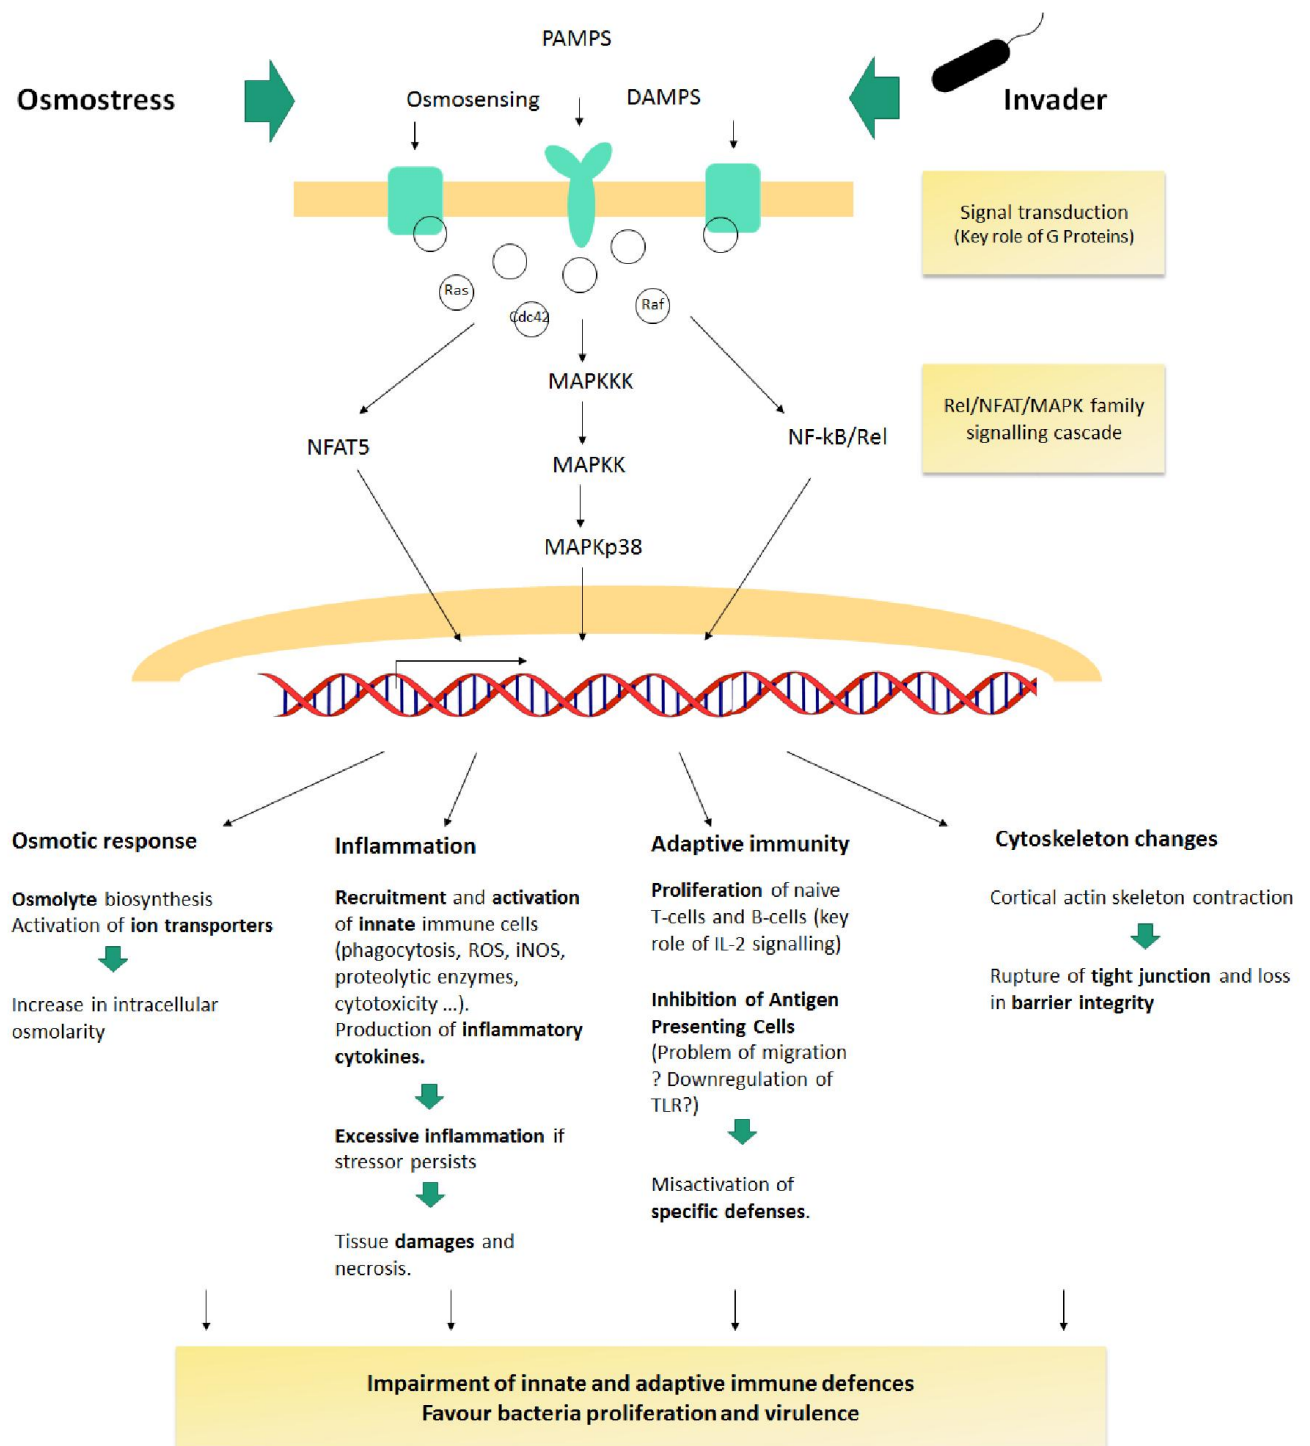 PAMPS
Osmostress
Osmosensing
DAMPS
Invader
Signal transduction
(Key role of G Proteins)
Ras
Cdc42
Raf
MAPKKK
Rel/NFAT/MAPK family
signalling cascade
NFAT5
NF-kB/Rel
MAPKK
MAPKp38
Osmotic response
Osmolyte biosynthesis
Activation of ion transporters
Increase in intracellular
osmolarity
Inflammation
Recruitment and activation
of innate immune cells
(phagocytosis, ROS, iNOS,
proteolytic enzymes,
cytotoxicity ...).
Production of inflammatory
cytokines.
Excessive inflammation if
stressor persists
Tissue damages and
necrosis.
Adaptive immunity
Proliferation of naive
T-cells and B-cells (key
role of IL-2 signalling)
Inhibition of Antigen
Presenting Cells
(Problem of migration
? Downregulation of
TLR?)
Misactivation of
specific defenses.
Cytoskeleton changes
Cortical actin skeleton contraction
Rupture of tight junction and loss
in barrier integrity
Impairment of innate and adaptive immune defences
Favour bacteria proliferation and virulence